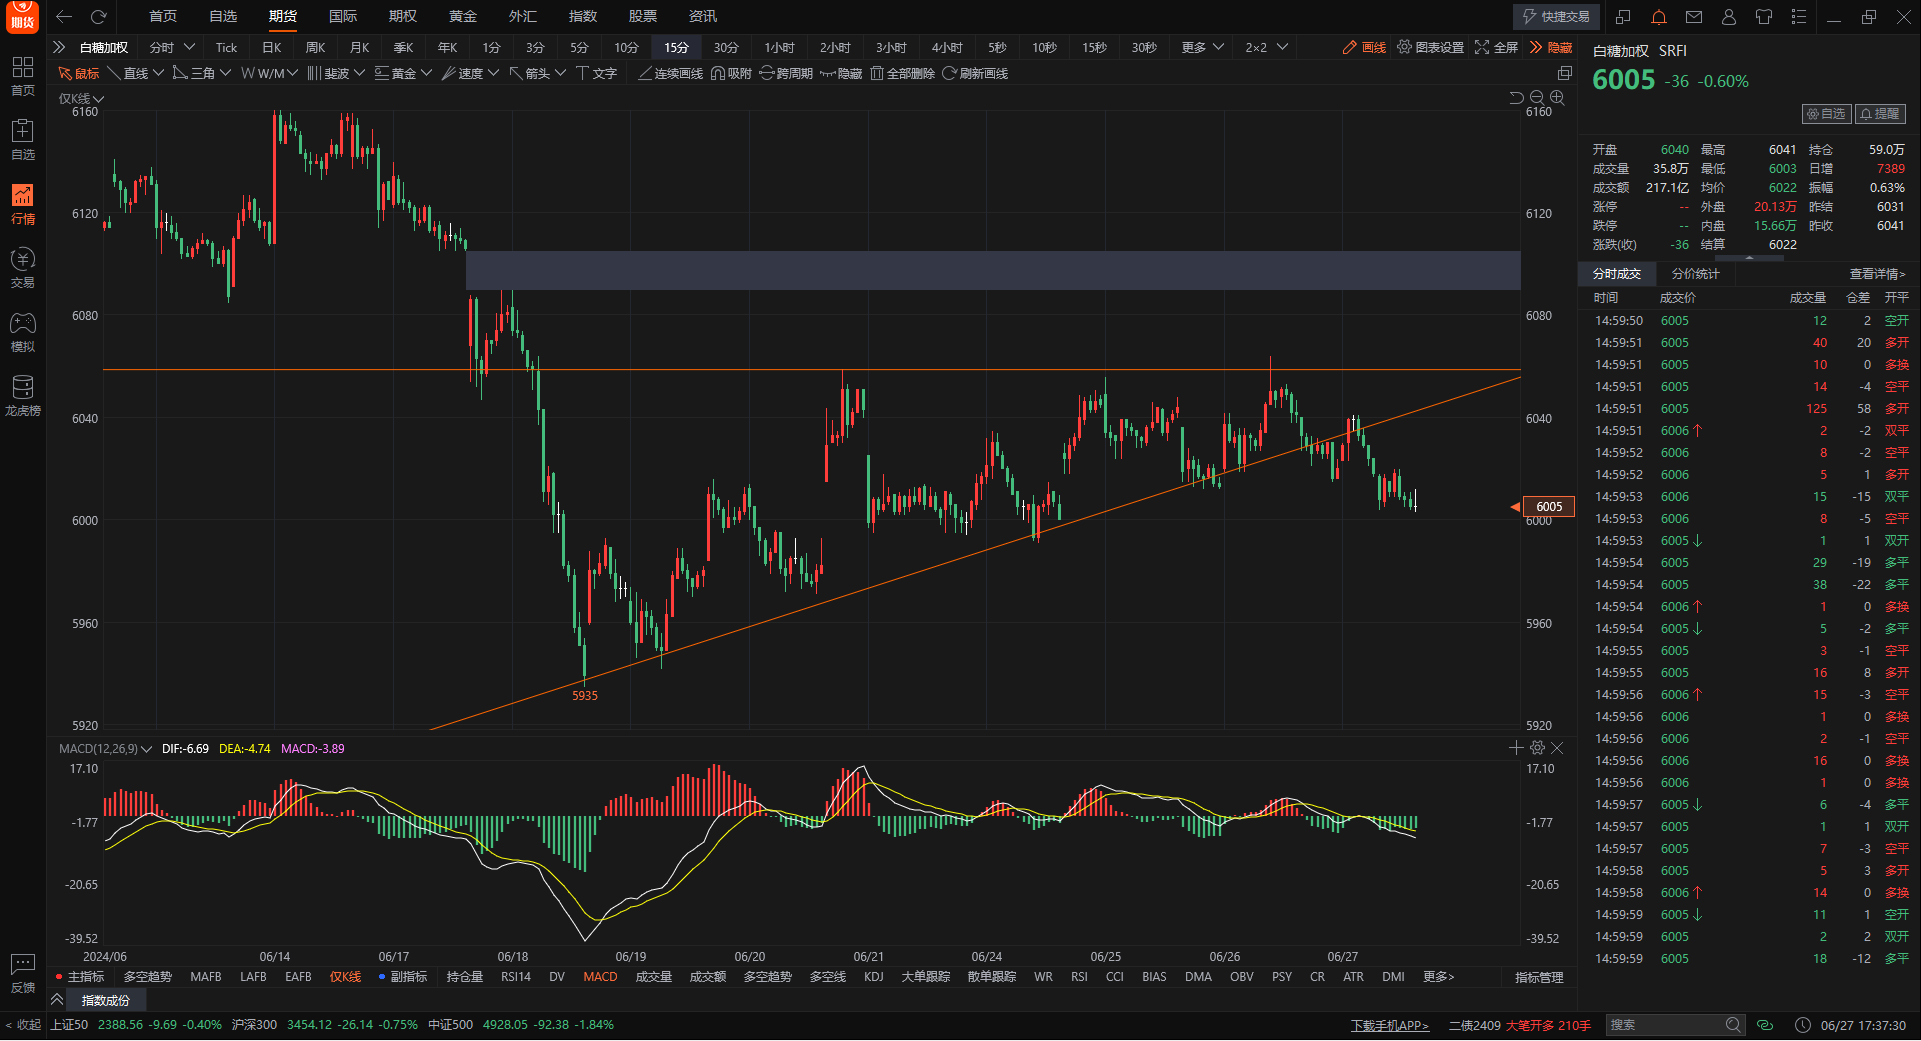 期货
首页 自选 期货 国际 期权 黄金 外汇 指数 股票 资讯
快捷交易
白糖加权 分时 Tick 日K 周K 月K 季K 年K 1分 3分 5分 10分 15分 30分 1小时 2小时 3小时 4小时 5秒 10秒 15秒 30秒 更多 2×2 画线 图表设置 全屏 隐藏
鼠标 直线 三角 W/M 斐波 黄金 速度 箭头 文字 连续画线 吸附 跨周期 隐藏 全部删除 刷新画线
首页
自选
行情
交易
模拟
龙虎榜
反馈
< 收起
仅K线
6160 6160
6120 6120
6080 6080
6040 6040
6005
6000 6000
5960 5960
5935
5920 5920
MACD(12,26,9) DIF:-6.69 DEA:-4.74 MACD:-3.89
17.10 17.10
-1.77 -1.77
-20.65 -20.65
-39.52 -39.52
2024/06 06/14 06/17 06/18 06/19 06/20 06/21 06/24 06/25 06/26 06/27
主指标 多空趋势 MAFB LAFB EAFB 仅K线 副指标 持仓量 RSI14 DV MACD 成交量 成交额 多空趋势 多空线 KDJ 大单跟踪 散单跟踪 WR RSI CCI BIAS DMA OBV PSY CR ATR DMI 更多> 指标管理
指数成份
白糖加权 SRFI
6005 -36 -0.60%
自选 提醒
开盘 6040 最高 6041 持仓 59.0万
成交量 35.8万 最低 6003 日增 7389
成交额 217.1亿 均价 6022 振幅 0.63%
涨停 -- 外盘 20.13万 昨结 6031
跌停 -- 内盘 15.66万 昨收 6041
涨跌(收) -36 结算 6022
分时成交 分价统计 查看详情>
时间 成交价 成交量 仓差 开平
14:59:50 6005 12 2 空开
14:59:51 6005 40 20 多开
14:59:51 6005 10 0 多换
14:59:51 6005 14 -4 空平
14:59:51 6005 125 58 多开
14:59:51 6006↑ 2 -2 双平
14:59:52 6006 8 -2 空平
14:59:52 6006 5 1 多开
14:59:53 6006 15 -15 双平
14:59:53 6006 8 -5 空平
14:59:53 6005↓ 1 1 双开
14:59:54 6005 29 -19 多平
14:59:54 6005 38 -22 多平
14:59:54 6006↑ 1 0 多换
14:59:54 6005↓ 5 -2 多平
14:59:55 6005 3 -1 空平
14:59:55 6005 16 8 多开
14:59:56 6006↑ 15 -3 空平
14:59:56 6006 1 0 多换
14:59:56 6006 2 -1 空平
14:59:56 6006 16 0 多换
14:59:56 6006 1 0 多换
14:59:57 6005↓ 6 -4 多平
14:59:57 6005 1 1 双开
14:59:57 6005 7 -3 空平
14:59:58 6005 5 3 多开
14:59:58 6006↑ 14 0 多换
14:59:59 6005↓ 11 1 空开
14:59:59 6005 2 2 双开
14:59:59 6005 18 -12 多平
上证50 2388.56 -9.69 -0.40% 沪深300 3454.12 -26.14 -0.75% 中证500 4928.05 -92.38 -1.84% 下载手机APP> 二债2409 大笔开多 210手 搜索 06/27 17:37:30